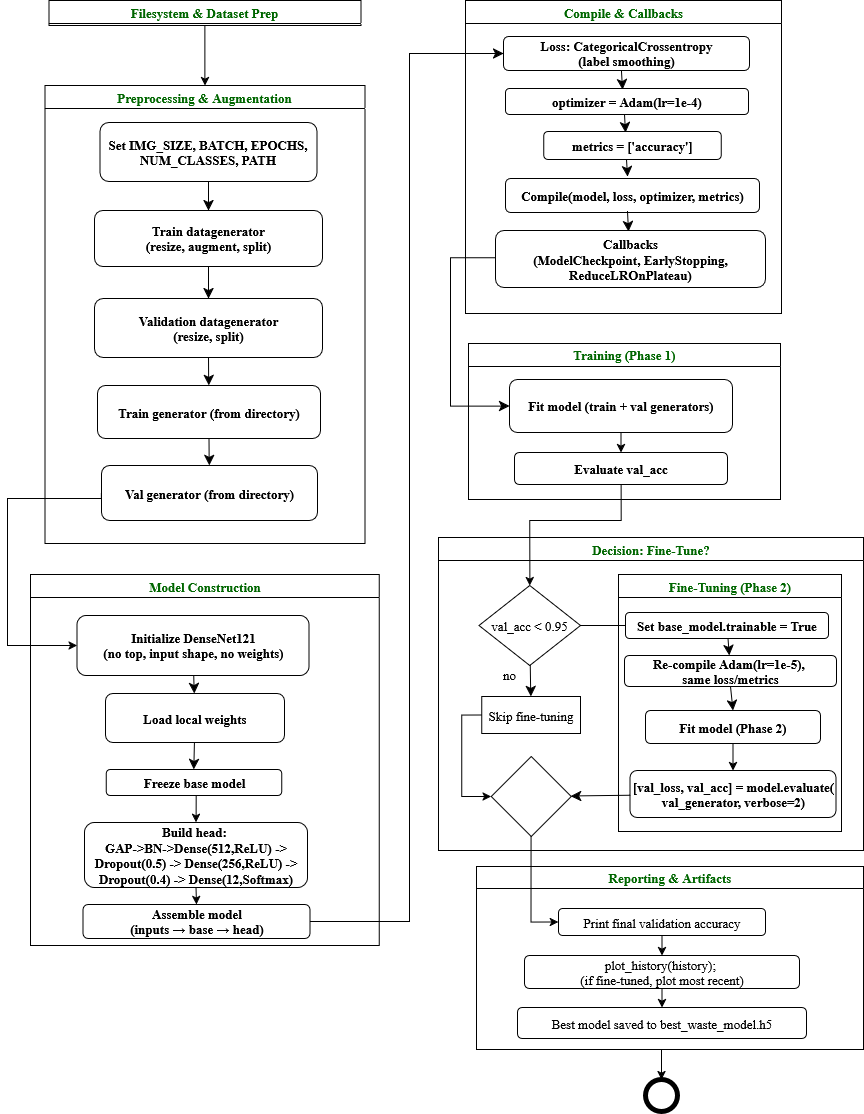 Filesystem & Dataset Prep
Preprocessing & Augmentation
Set IMG_SIZE, BATCH, EPOCHS,
NUM_CLASSES, PATH
Train datagenerator
(resize, augment, split)
Validation datagenerator
(resize, split)
Train generator (from directory)
Val generator (from directory)
Model Construction
Initialize DenseNet121
(no top, input shape, no weights)
Load local weights
Freeze base model
Build head:
GAP->BN->Dense(512,ReLU) ->
Dropout(0.5) -> Dense(256,ReLU) ->
Dropout(0.4) -> Dense(12,Softmax)
Assemble model
(inputs → base → head)
Compile & Callbacks
Loss: CategoricalCrossentropy
(label smoothing)
optimizer = Adam(lr=1e-4)
metrics = ['accuracy']
Compile(model, loss, optimizer, metrics)
Callbacks
(ModelCheckpoint, EarlyStopping,
ReduceLROnPlateau)
Training (Phase 1)
Fit model (train + val generators)
Evaluate val_acc
Decision: Fine-Tune?
val_acc < 0.95
no
Skip fine-tuning
Fine-Tuning (Phase 2)
Set base_model.trainable = True
Re-compile Adam(lr=1e-5),
same loss/metrics
Fit model (Phase 2)
[val_loss, val_acc] = model.evaluate(
val_generator, verbose=2)
Reporting & Artifacts
Print final validation accuracy
plot_history(history);
(if fine-tuned, plot most recent)
Best model saved to best_waste_model.h5